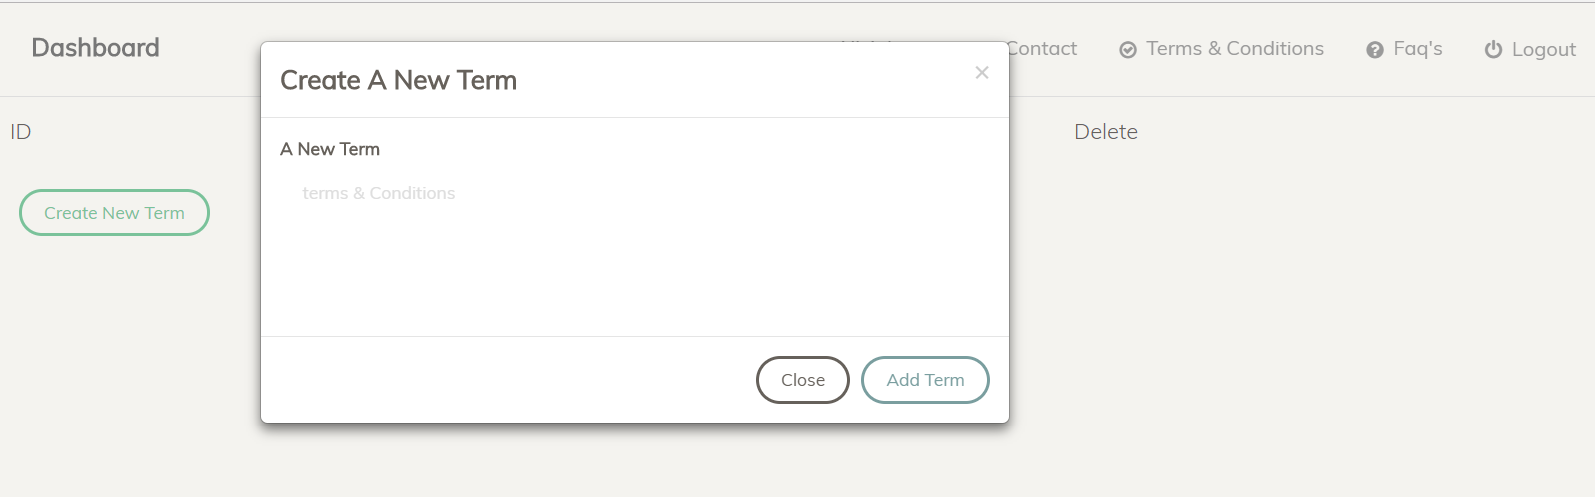 Dashboard
Contact
Terms & Conditions
Faq's
Logout
Create A New Term
×
ID
Delete
A New Term
terms & Conditions
Create New Term
Close
Add Term